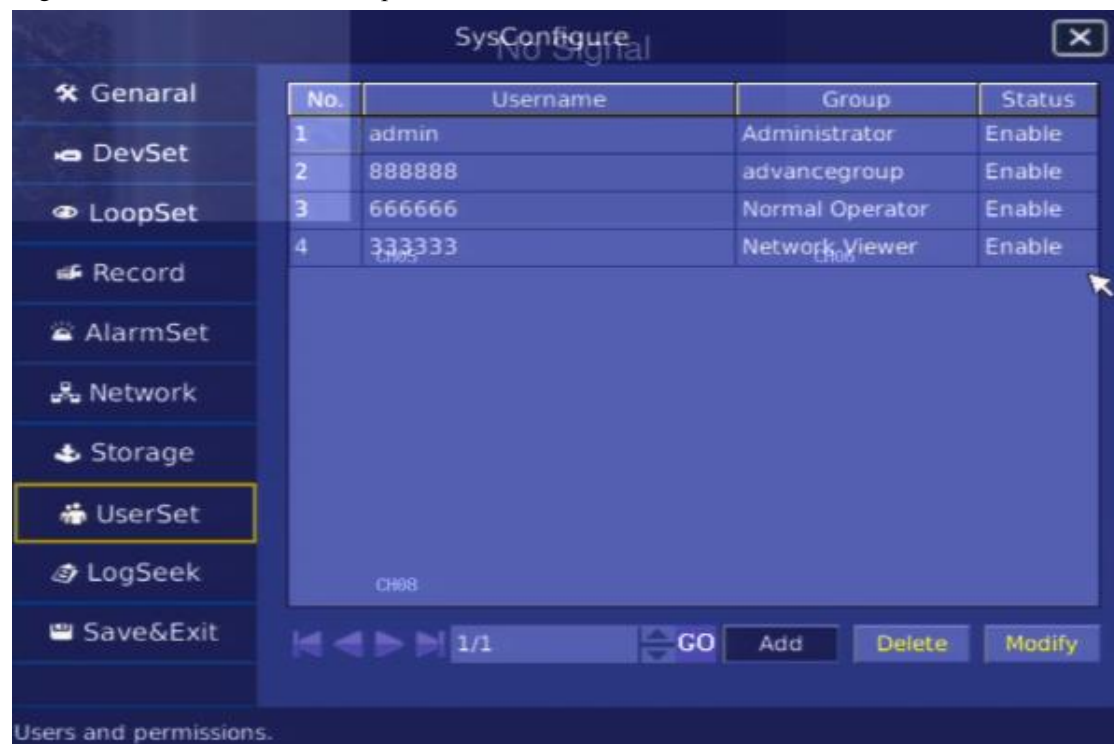 SysConfigure
No Signal
Genaral
DevSet
LoopSet
Record
AlarmSet
Network
Storage
UserSet
LogSeek
Save&Exit
No. Username Group Status
1 admin Administrator Enable
2 888888 advancegroup Enable
3 666666 Normal Operator Enable
4 333333 Network Viewer Enable
CH05 CH06
CH08
1/1 GO Add Delete Modify
Users and permissions.